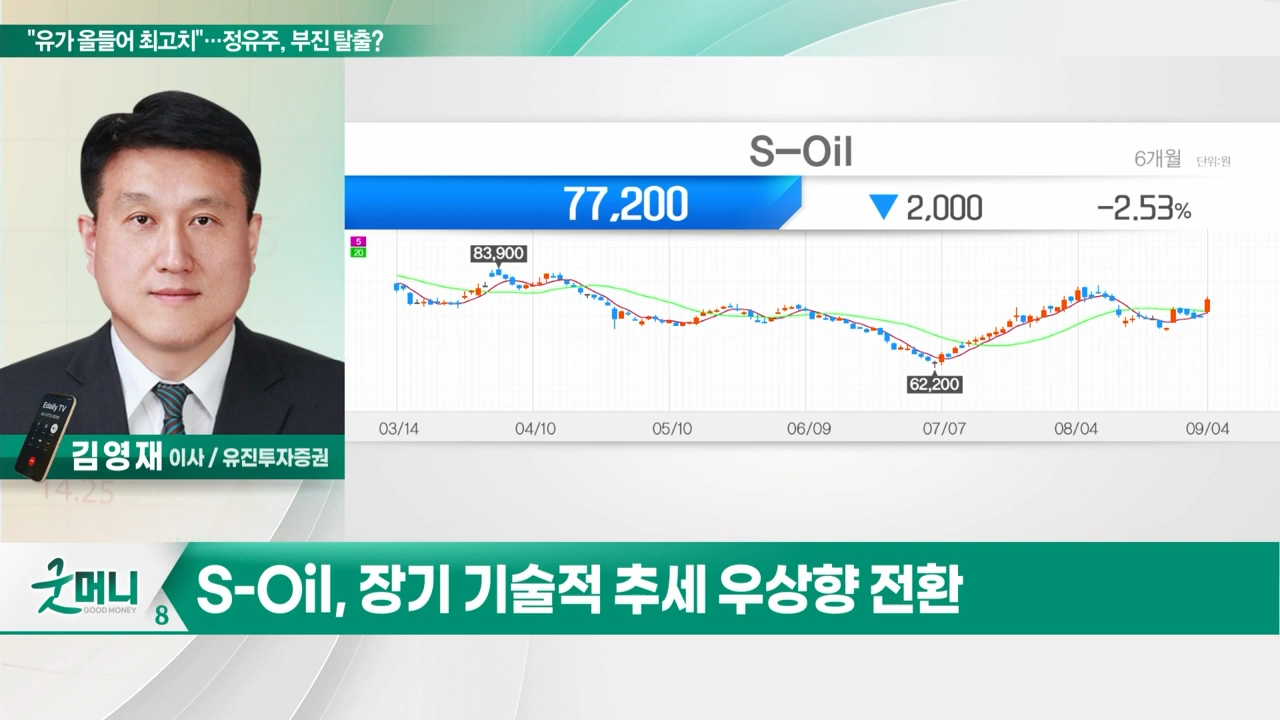 "유가 올들어 최고치"…정유주, 부진 탈출?
S-Oil
6개월 단위:원
77,200 ▼2,000 -2.53%
5
20
83,900
62,200
03/14 04/10 05/10 06/09 07/07 08/04 09/04
Edaily TV
김영재 이사 / 유진투자증권
14.25
굿머니
GOOD MONEY
8
S-Oil, 장기 기술적 추세 우상향 전환